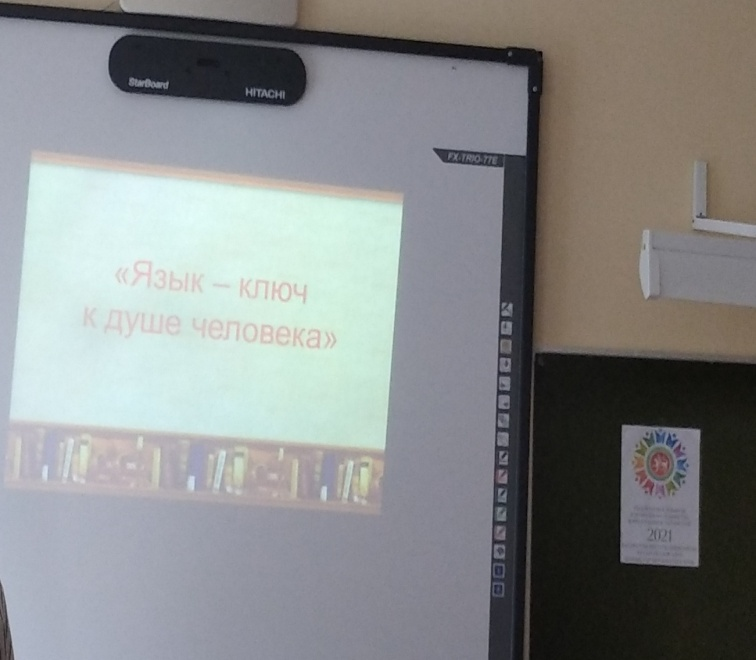 StarBoard
HITACHI
FX-TRIO-77E
«Язык – ключ
к душе человека»
2021